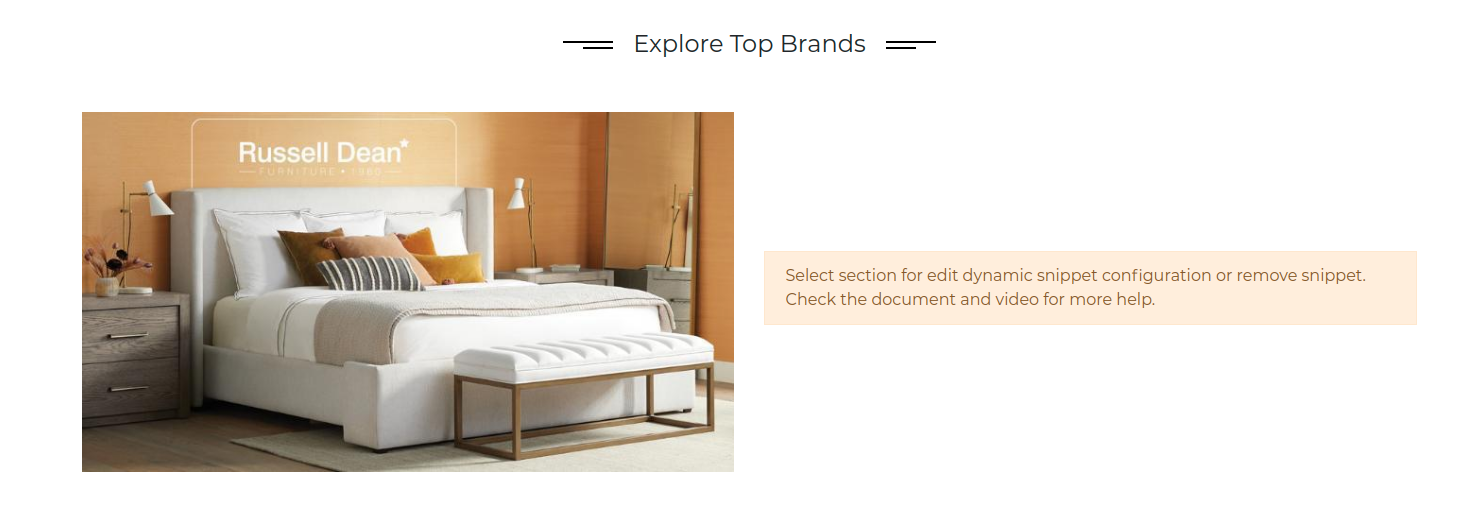 Explore Top Brands
Russell Dean
FURNITURE • 1980
Select section for edit dynamic snippet configuration or remove snippet.
Check the document and video for more help.